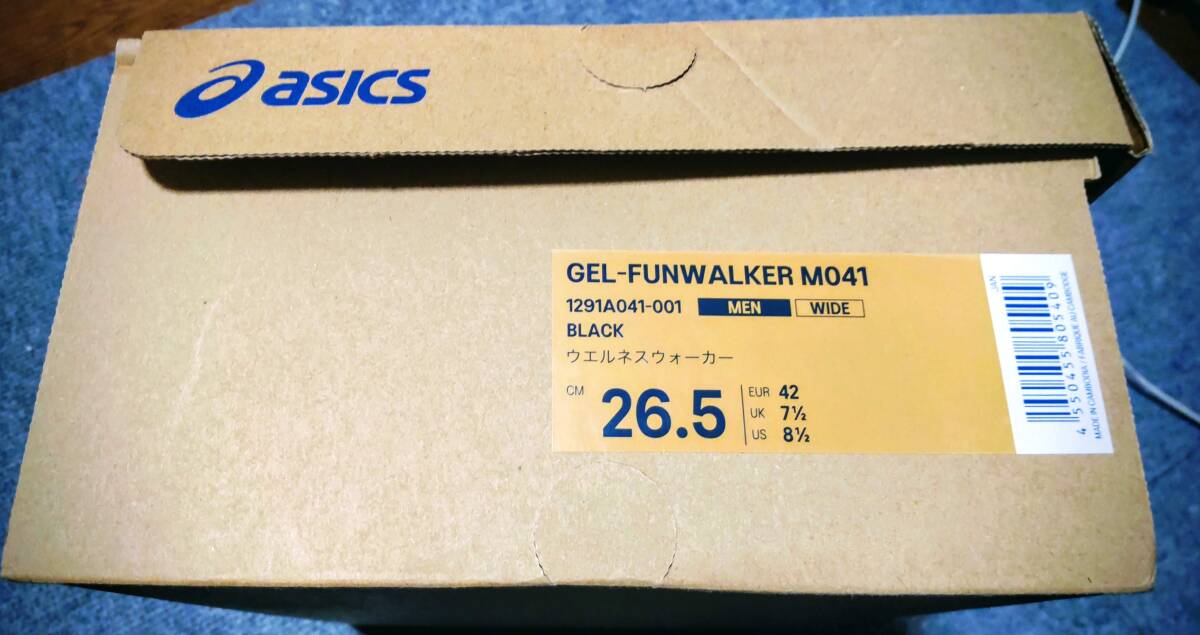 asics
GEL-FUNWALKER M041
1291A041-001 MEN WIDE
BLACK
ウエルネスウォーカー
CM 26.5
EUR 42
UK 7½
US 8½
JAN
4 550455 805409
MADE IN CAMBODIA / FABRIQUE AU CAMBODGE